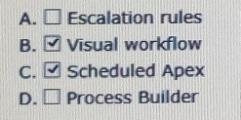 A. ☐ Escalation rules
B. ☑ Visual workflow
C. ☑ Scheduled Apex
D. ☐ Process Builder